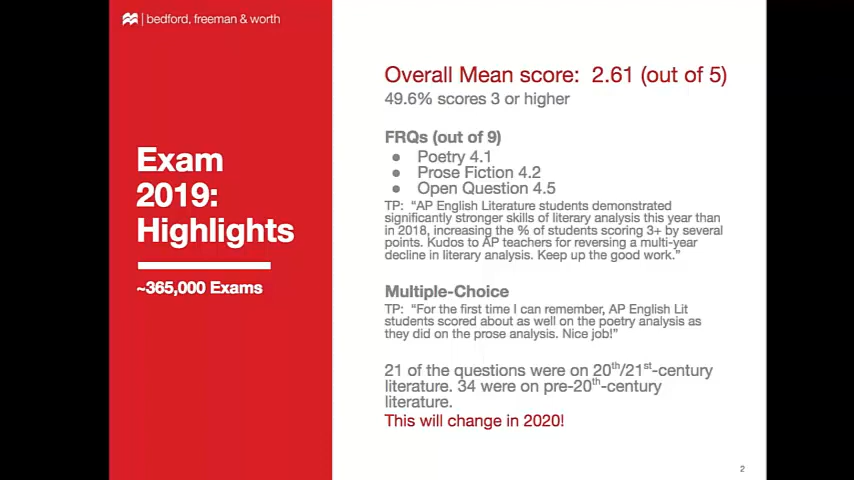 bedford, freeman & worth
Exam
2019:
Highlights
~365,000 Exams
Overall Mean score: 2.61 (out of 5)
49.6% scores 3 or higher
FRQs (out of 9)
● Poetry 4.1
● Prose Fiction 4.2
● Open Question 4.5
TP: “AP English Literature students demonstrated
significantly stronger skills of literary analysis this year than
in 2018, increasing the % of students scoring 3+ by several
points. Kudos to AP teachers for reversing a multi-year
decline in literary analysis. Keep up the good work.”
Multiple-Choice
TP: “For the first time I can remember, AP English Lit
students scored about as well on the poetry analysis as
they did on the prose analysis. Nice job!”
21 of the questions were on 20th/21st-century
literature. 34 were on pre-20th-century
literature.
This will change in 2020!
2